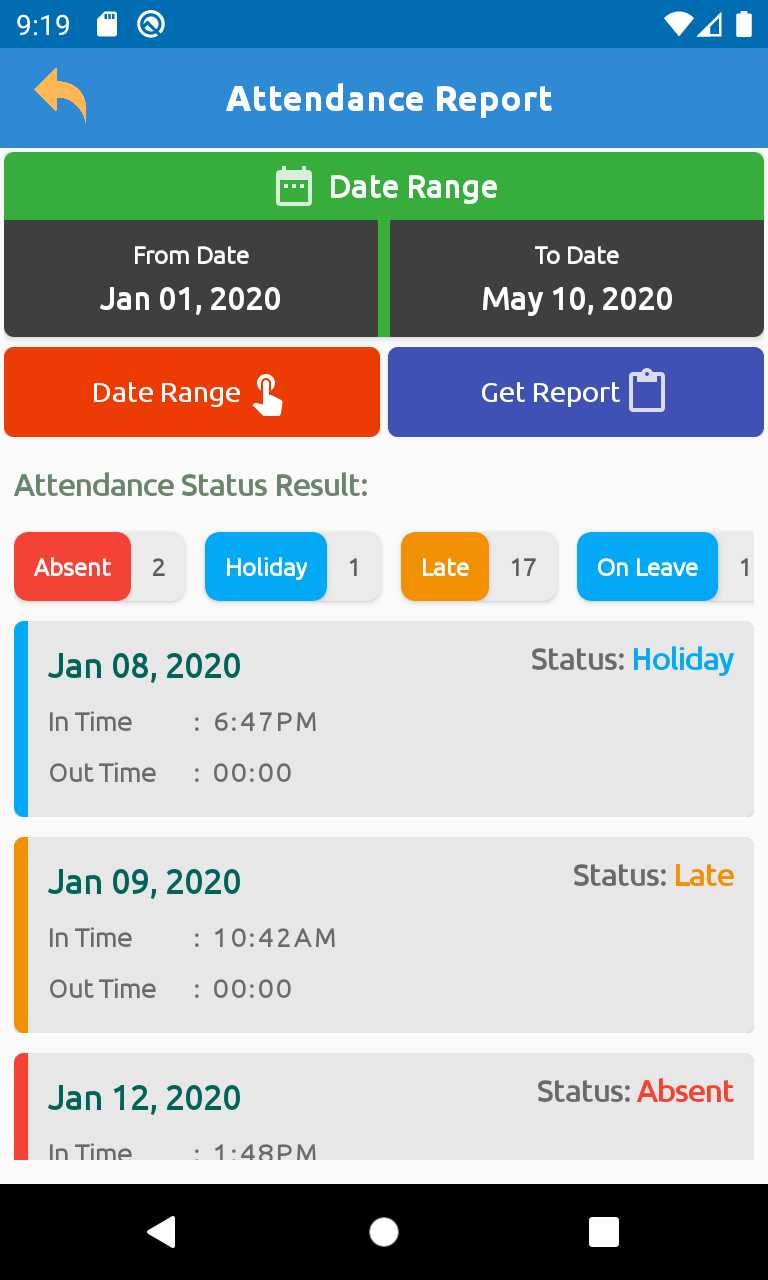 9:19
Attendance Report
Date Range
From Date
Jan 01, 2020
To Date
May 10, 2020
Date Range
Get Report
Attendance Status Result:
Absent 2
Holiday 1
Late 17
On Leave 1
Jan 08, 2020
Status: Holiday
In Time : 6:47PM
Out Time : 00:00
Jan 09, 2020
Status: Late
In Time : 10:42AM
Out Time : 00:00
Jan 12, 2020
Status: Absent
In Time : 1:48PM